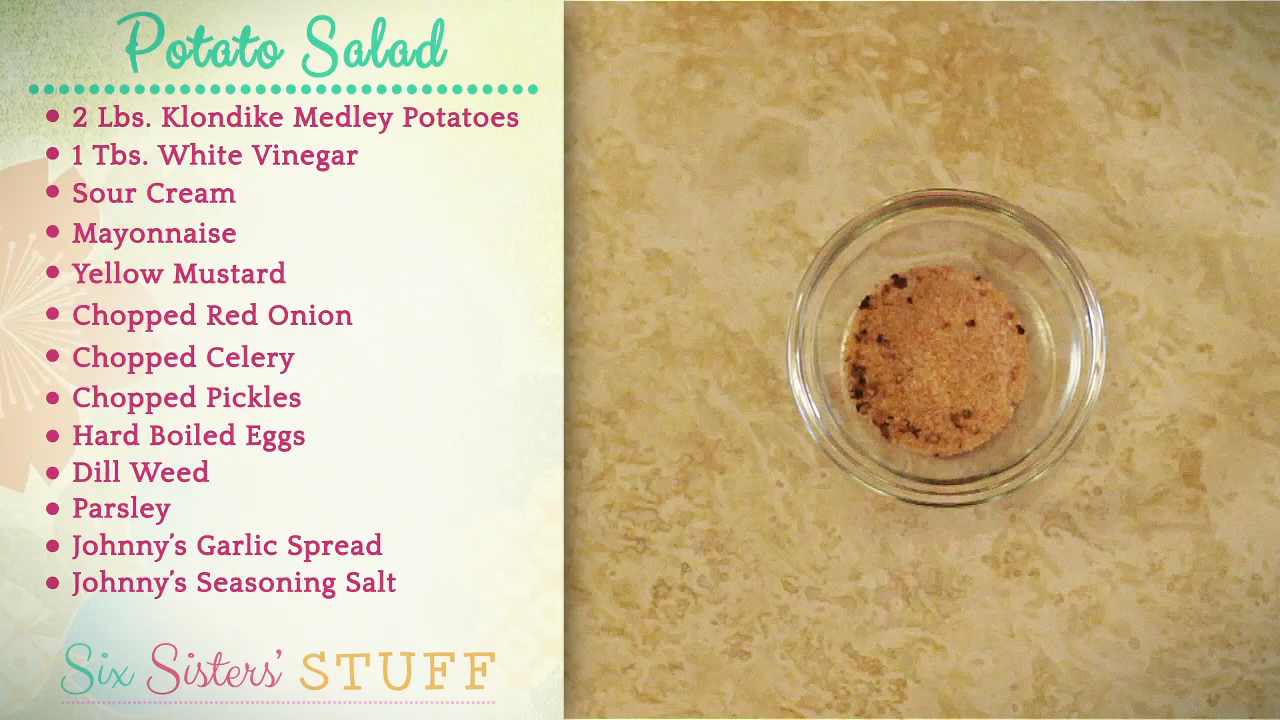 Potato Salad
2 Lbs. Klondike Medley Potatoes
1 Tbs. White Vinegar
Sour Cream
Mayonnaise
Yellow Mustard
Chopped Red Onion
Chopped Celery
Chopped Pickles
Hard Boiled Eggs
Dill Weed
Parsley
Johnny's Garlic Spread
Johnny's Seasoning Salt
Six Sisters' STUFF